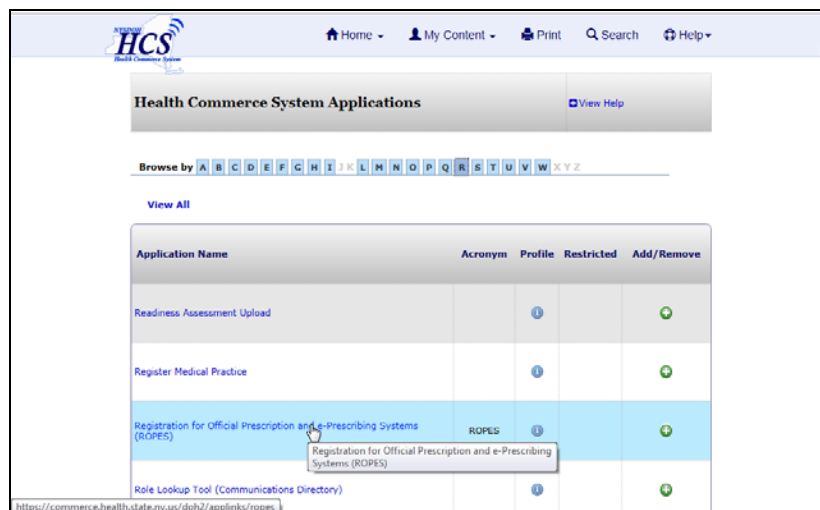 NYSDOH
HCS
Health Commerce System
Home
My Content
Print
Search
Help
Health Commerce System Applications
View Help
Browse by A B C D E F G H I J K L M N O P Q R S T U V W X Y Z
View All
Application Name Acronym Profile Restricted Add/Remove
Readiness Assessment Upload
Register Medical Practice
Registration for Official Prescription and e-Prescribing Systems
(ROPES) ROPES
Registration for Official Prescription and e-Prescribing
Systems (ROPES)
Role Lookup Tool (Communications Directory)
https://commerce.health.state.ny.us/doh2/applinks/ropes